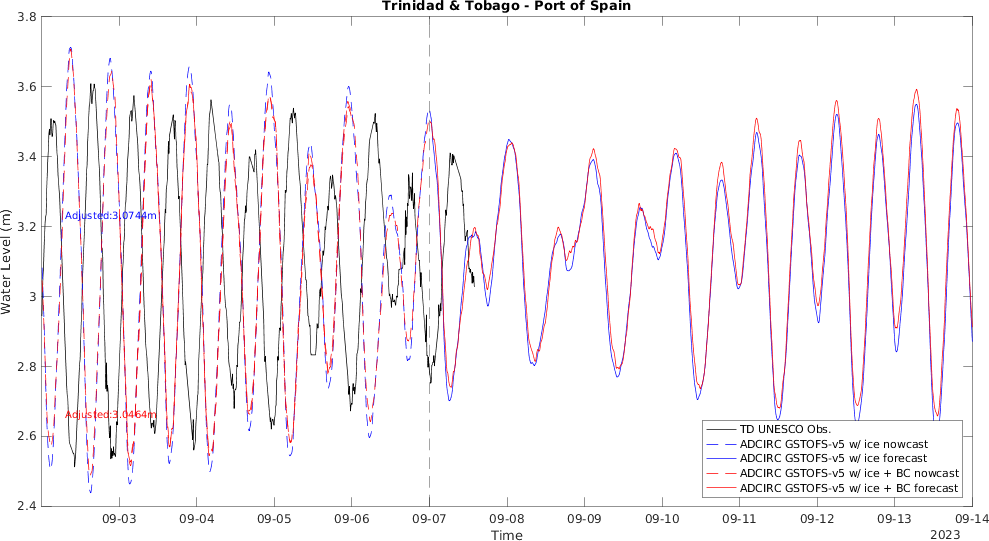 Trinidad & Tobago - Port of Spain
3.8
3.6
3.4
3.2
3
2.8
2.6
2.4
Water Level (m)
Adjusted:3.0744m
Adjusted:3.0464m
TD UNESCO Obs.
ADCIRC GSTOFS-v5 w/ ice nowcast
ADCIRC GSTOFS-v5 w/ ice forecast
ADCIRC GSTOFS-v5 w/ ice + BC nowcast
ADCIRC GSTOFS-v5 w/ ice + BC forecast
09-03 09-04 09-05 09-06 09-07 09-08 09-09 09-10 09-11 09-12 09-13 09-14
Time
2023